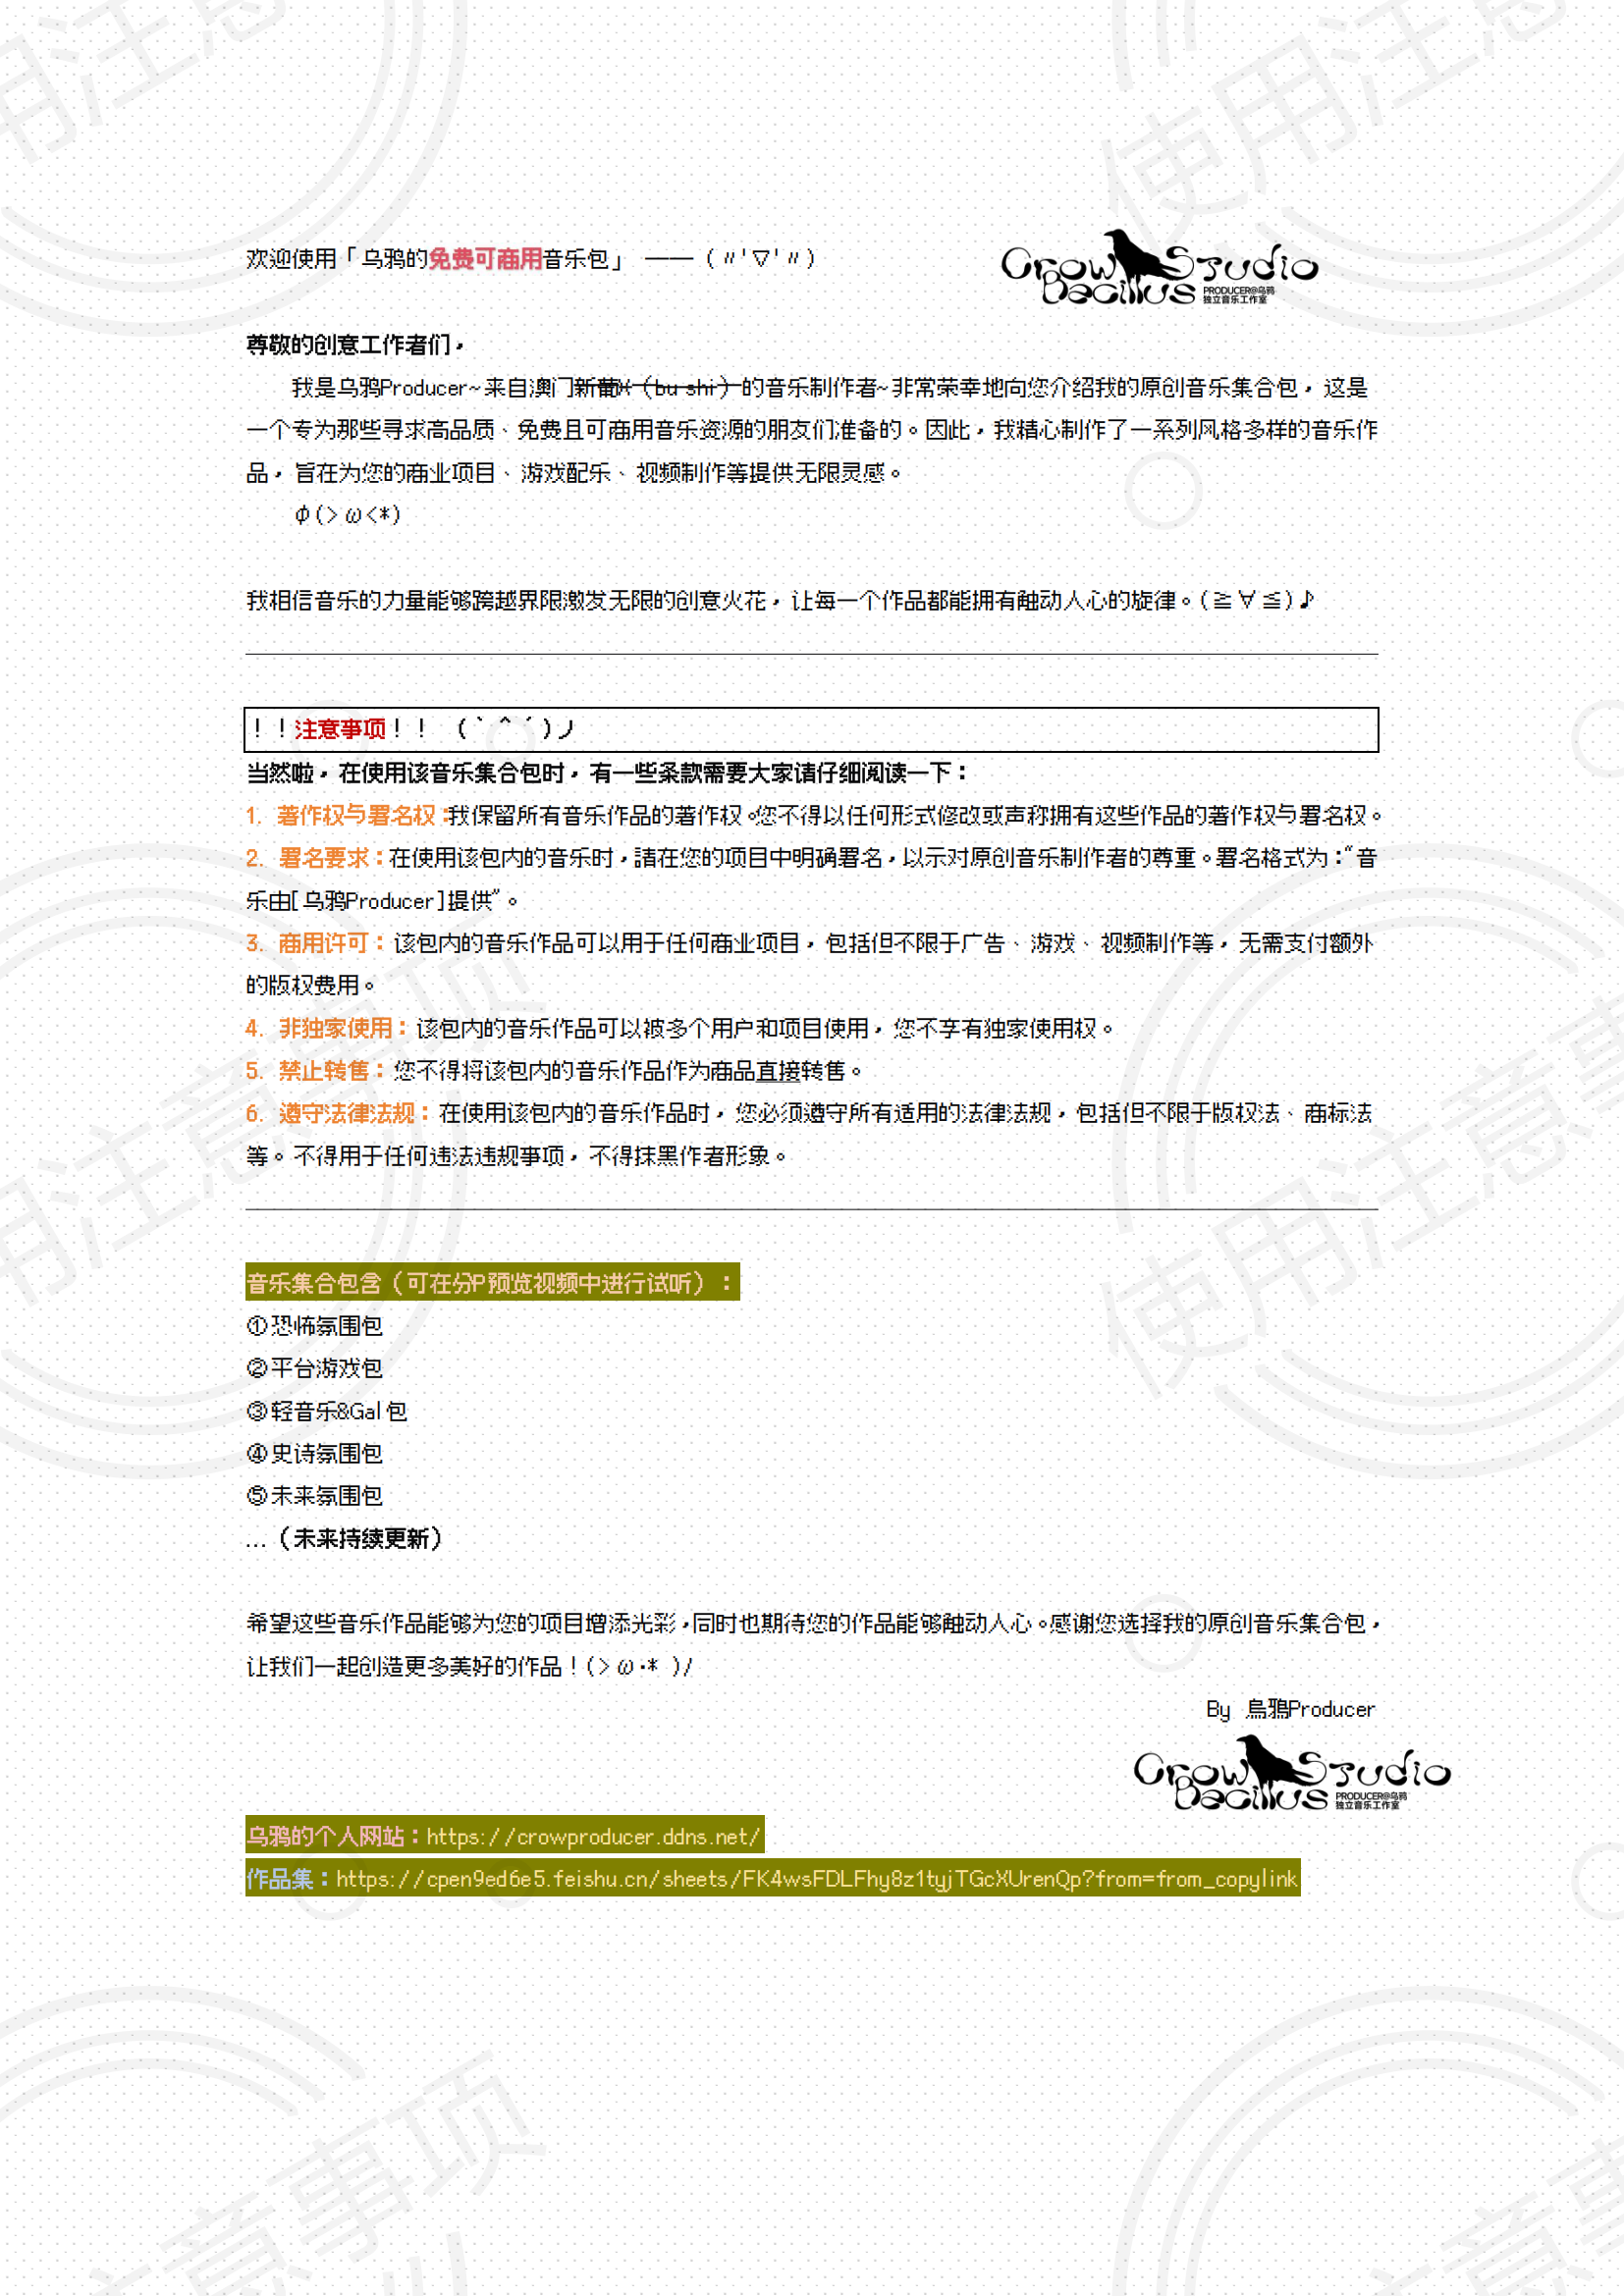 使用注意事项
欢迎使用「乌鸦的免费可商用音乐包」 —— (〃'▽'〃)
Crow Studio
Bacillus
PRODUCER@乌鸦
独立音乐工作室
尊敬的创意工作者们，
我是乌鸦Producer~来自澳门新葡X（bu shi）的音乐制作者~非常荣幸地向您介绍我的原创音乐集合包，这是
一个专为那些寻求高品质、免费且可商用音乐资源的朋友们准备的。因此，我精心制作了一系列风格多样的音乐作
品，旨在为您的商业项目、游戏配乐、视频制作等提供无限灵感。
φ(>ω<*)
我相信音乐的力量能够跨越界限激发无限的创意火花，让每一个作品都能拥有触动人心的旋律。(≧∀≦)♪
！！注意事项！！ (｀＾´)ノ
当然啦，在使用该音乐集合包时，有一些条款需要大家请仔细阅读一下：
1. 著作权与署名权：我保留所有音乐作品的著作权。您不得以任何形式修改或声称拥有这些作品的著作权与署名权。
2. 署名要求：在使用该包内的音乐时，請在您的项目中明确署名，以示对原创音乐制作者的尊重。署名格式为：“音
乐由[乌鸦Producer]提供”。
3. 商用许可：该包内的音乐作品可以用于任何商业项目，包括但不限于广告、游戏、视频制作等，无需支付额外
的版权费用。
4. 非独家使用：该包内的音乐作品可以被多个用户和项目使用，您不享有独家使用权。
5. 禁止转售：您不得将该包内的音乐作品作为商品直接转售。
6. 遵守法律法规：在使用该包内的音乐作品时，您必须遵守所有适用的法律法规，包括但不限于版权法、商标法
等。不得用于任何违法违规事项，不得抹黑作者形象。
音乐集合包含（可在分P预览视频中进行试听）：
①恐怖氛围包
②平台游戏包
③轻音乐&Gal包
④史诗氛围包
⑤未来氛围包
...（未来持续更新）
希望这些音乐作品能够为您的项目增添光彩，同时也期待您的作品能够触动人心。感谢您选择我的原创音乐集合包，
让我们一起创造更多美好的作品！(>ω･* )/
By 烏鴉Producer
Crow Studio
Bacillus
PRODUCER@乌鸦
独立音乐工作室
乌鸦的个人网站：https://crowproducer.ddns.net/
作品集：https://cpen9ed6e5.feishu.cn/sheets/FK4wsFDLFhy8z1tyjTGcXUrenQp?from=from_copylink